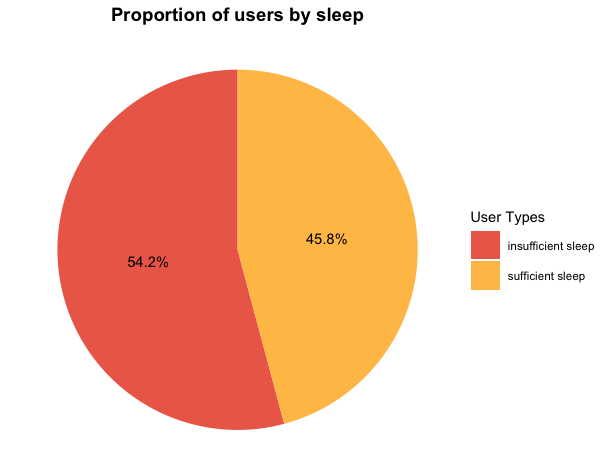 Proportion of users by sleep
45.8%
54.2%
User Types
insufficient sleep
sufficient sleep